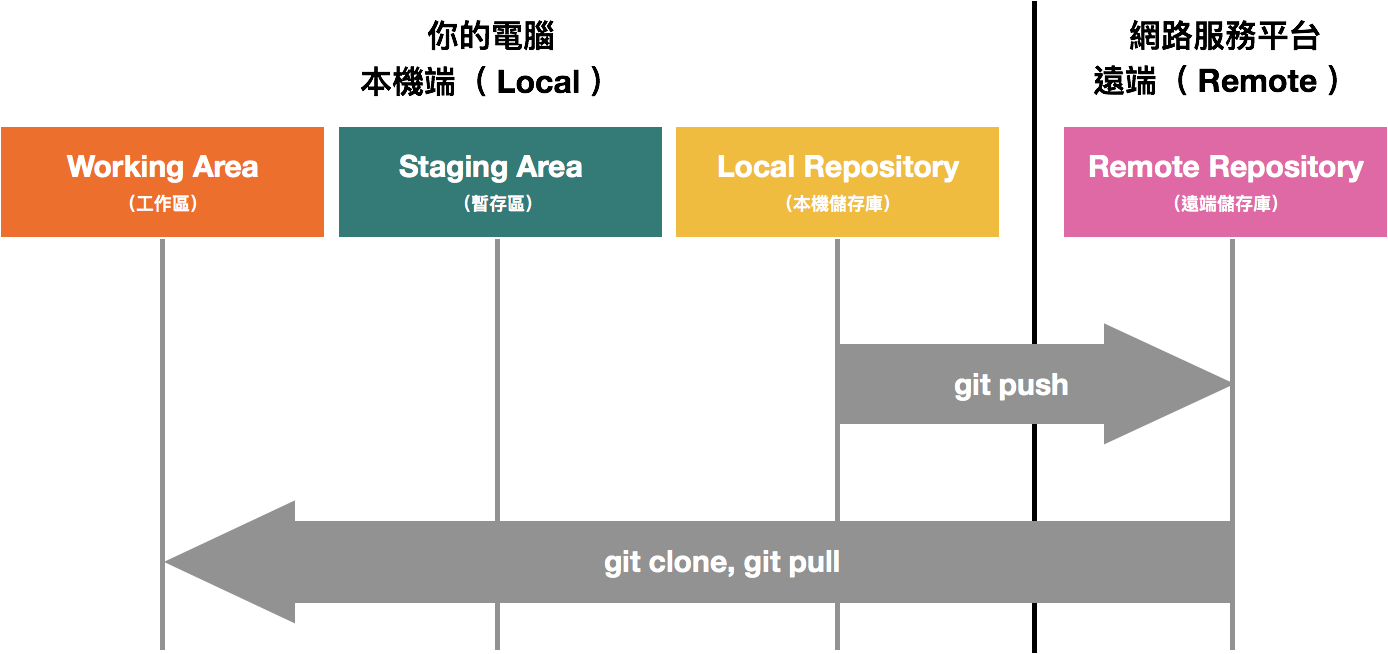 你的電腦
本機端（Local）
網路服務平台
遠端（Remote）
Working Area
（工作區）
Staging Area
（暫存區）
Local Repository
（本機儲存庫）
Remote Repository
（遠端儲存庫）
git push
git clone, git pull